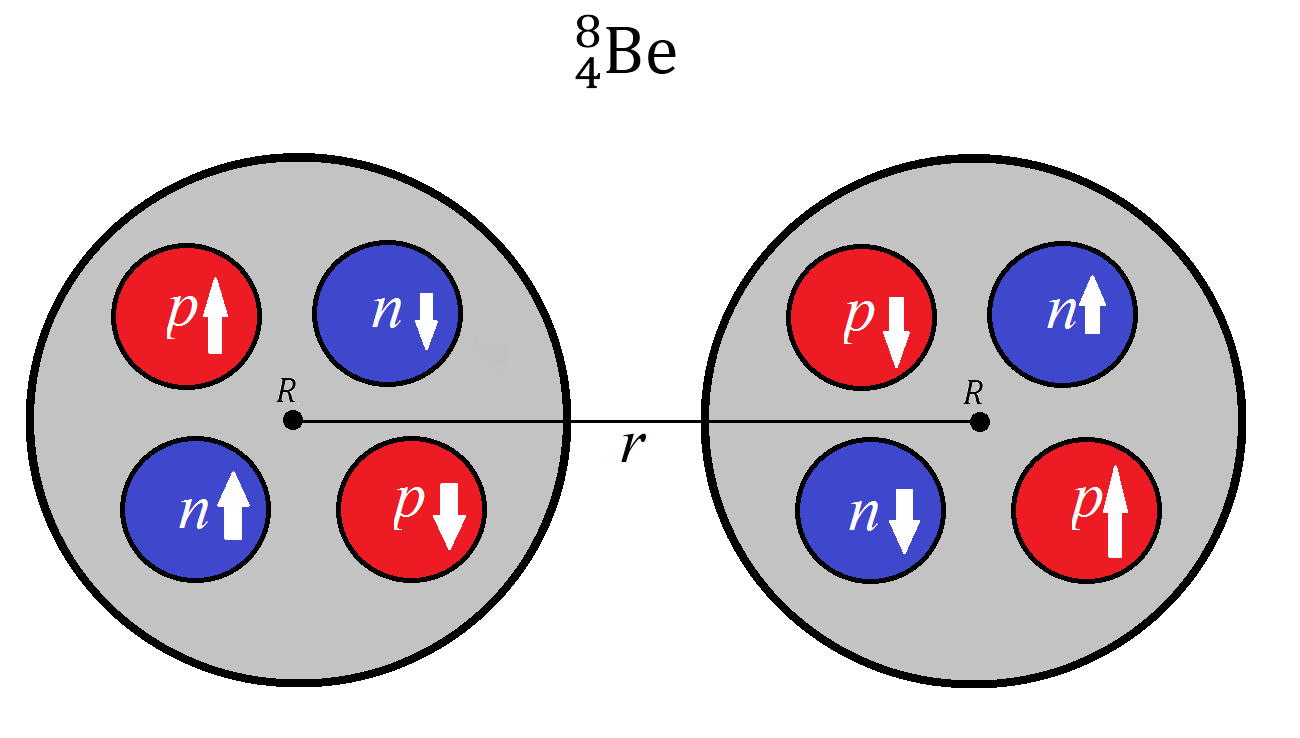 ⁸₄Be
p n p n
R R
r
n p n p